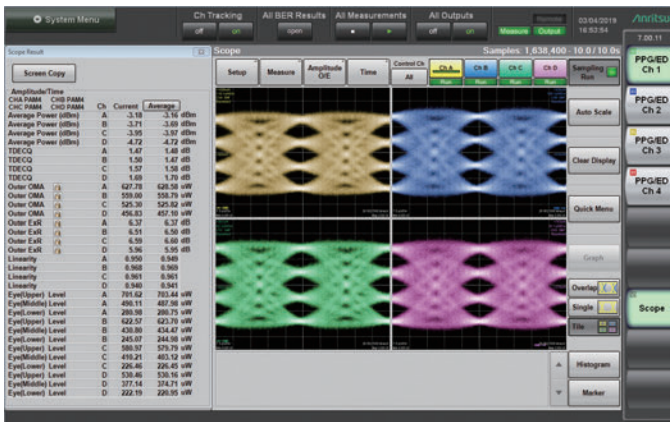 System Menu
Ch Tracking
off on
All BER Results
open
All Measurements
All Outputs
off on
Remote
Measure Output
03/04/2019
16:53:54
Anritsu
7.00.11
Scope Result
Screen Copy
Amplitude/Time
CHA PAM4 CHB PAM4
CHC PAM4 CHD PAM4
Ch Current Average
Average Power (dBm) A -3.18 -3.16 dBm
Average Power (dBm) B -3.71 -3.69 dBm
Average Power (dBm) C -3.95 -3.97 dBm
Average Power (dBm) D -4.72 -4.72 dBm
TDECQ A 1.47 1.48 dB
TDECQ B 1.50 1.47 dB
TDECQ C 1.57 1.58 dB
TDECQ D 1.69 1.70 dB
Outer OMA A 627.78 628.58 uW
Outer OMA B 559.00 558.79 uW
Outer OMA C 525.30 525.82 uW
Outer OMA D 456.83 457.10 uW
Outer ExR A 6.37 6.37 dB
Outer ExR B 6.51 6.50 dB
Outer ExR C 6.59 6.60 dB
Outer ExR D 5.96 5.95 dB
Linearity A 0.950 0.949
Linearity B 0.968 0.969
Linearity C 0.961 0.961
Linearity D 0.940 0.941
Eye(Upper) Level A 701.62 703.44 uW
Eye(Middle) Level A 490.11 487.98 uW
Eye(Lower) Level A 280.98 280.75 uW
Eye(Upper) Level B 622.57 623.70 uW
Eye(Middle) Level B 430.80 434.47 uW
Eye(Lower) Level B 245.07 244.98 uW
Eye(Upper) Level C 580.97 579.79 uW
Eye(Middle) Level C 410.21 403.12 uW
Eye(Lower) Level C 226.46 226.45 uW
Eye(Upper) Level D 530.46 530.16 uW
Eye(Middle) Level D 377.14 374.71 uW
Eye(Lower) Level D 222.19 220.95 uW
Scope
Samples: 1,638,400 - 10.0 / 10.0s
Setup
Measure
Amplitude O/E
Time
Control Ch
All
Ch A
Run
Ch B
Run
Ch C
Run
Ch D
Run
Sampling
Run
Auto Scale
Clear Display
Quick Menu
Graph
Overlap
Single
Tile
Histogram
Marker
PPG/ED
Ch 1
PPG/ED
Ch 2
PPG/ED
Ch 3
PPG/ED
Ch 4
Scope